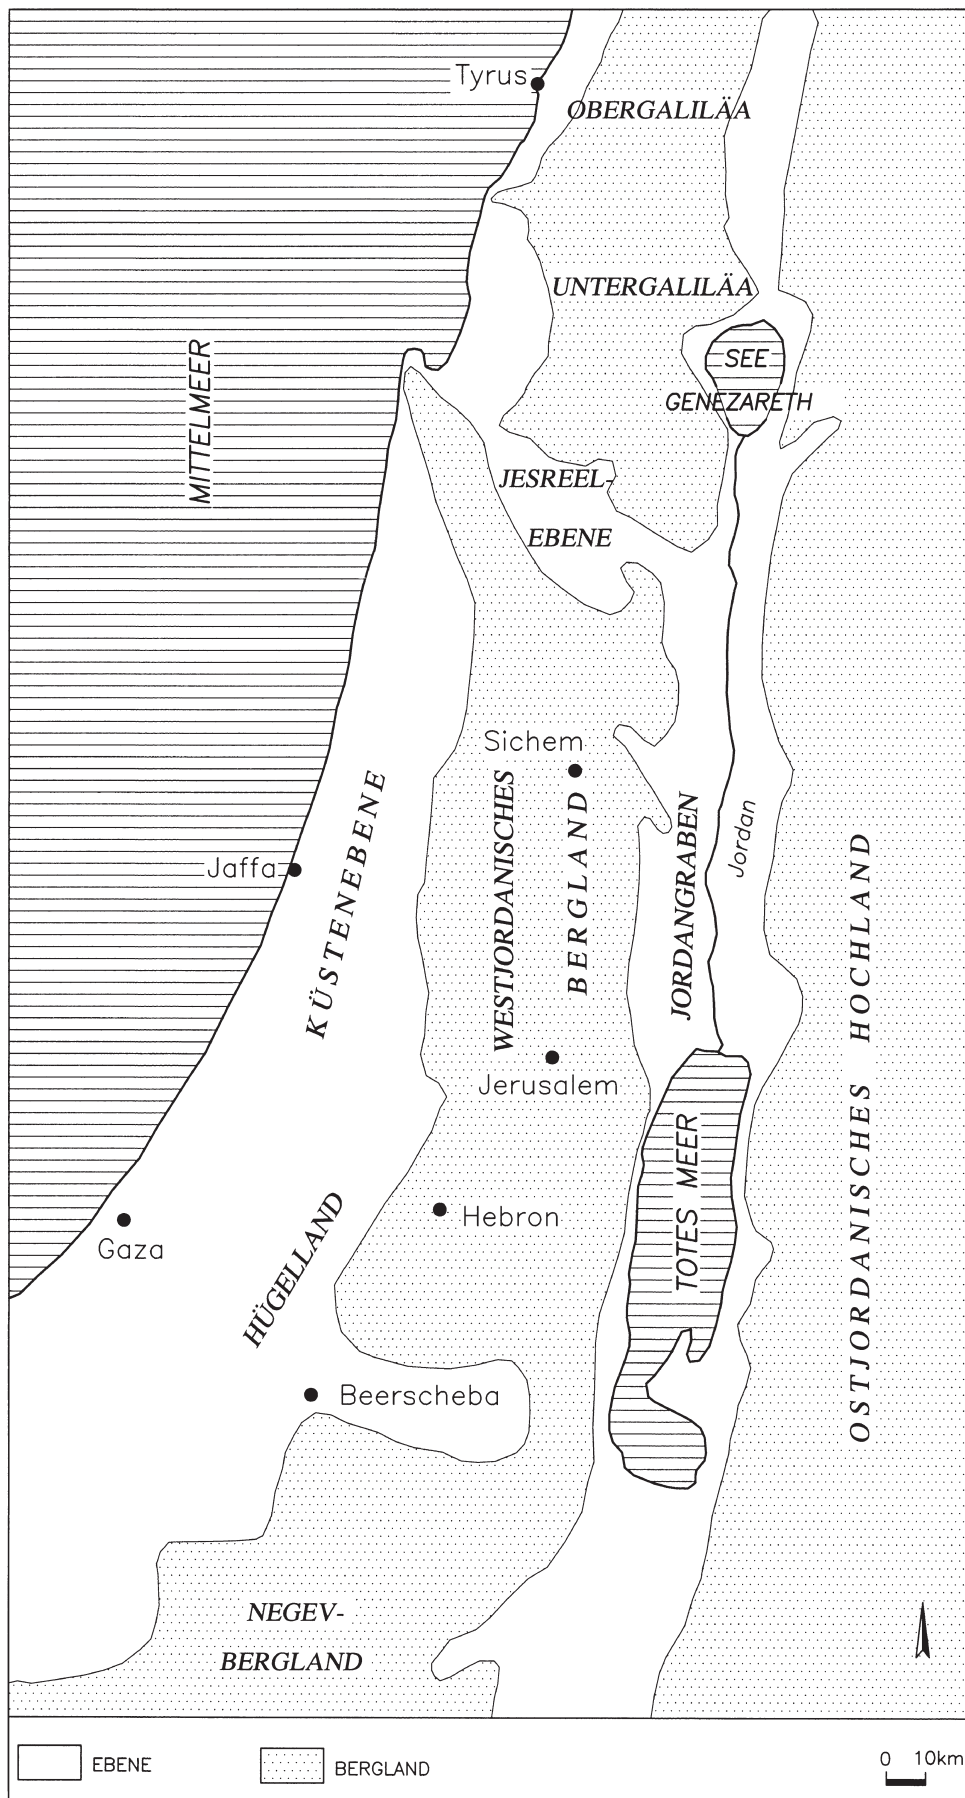 Tyrus
OBERGALILÄA
UNTERGALILÄA
MITTELMEER
SEE
GENEZARETH
JESREEL-
EBENE
Sichem
WESTJORDANISCHES
BERGLAND
KÜSTENEBENE
JORDANGRABEN
Jordan
Jaffa
OSTJORDANISCHES HOCHLAND
Jerusalem
TOTES MEER
Hebron
Gaza
HÜGELLAND
Beerscheba
NEGEV-
BERGLAND
EBENE
BERGLAND
0 10km